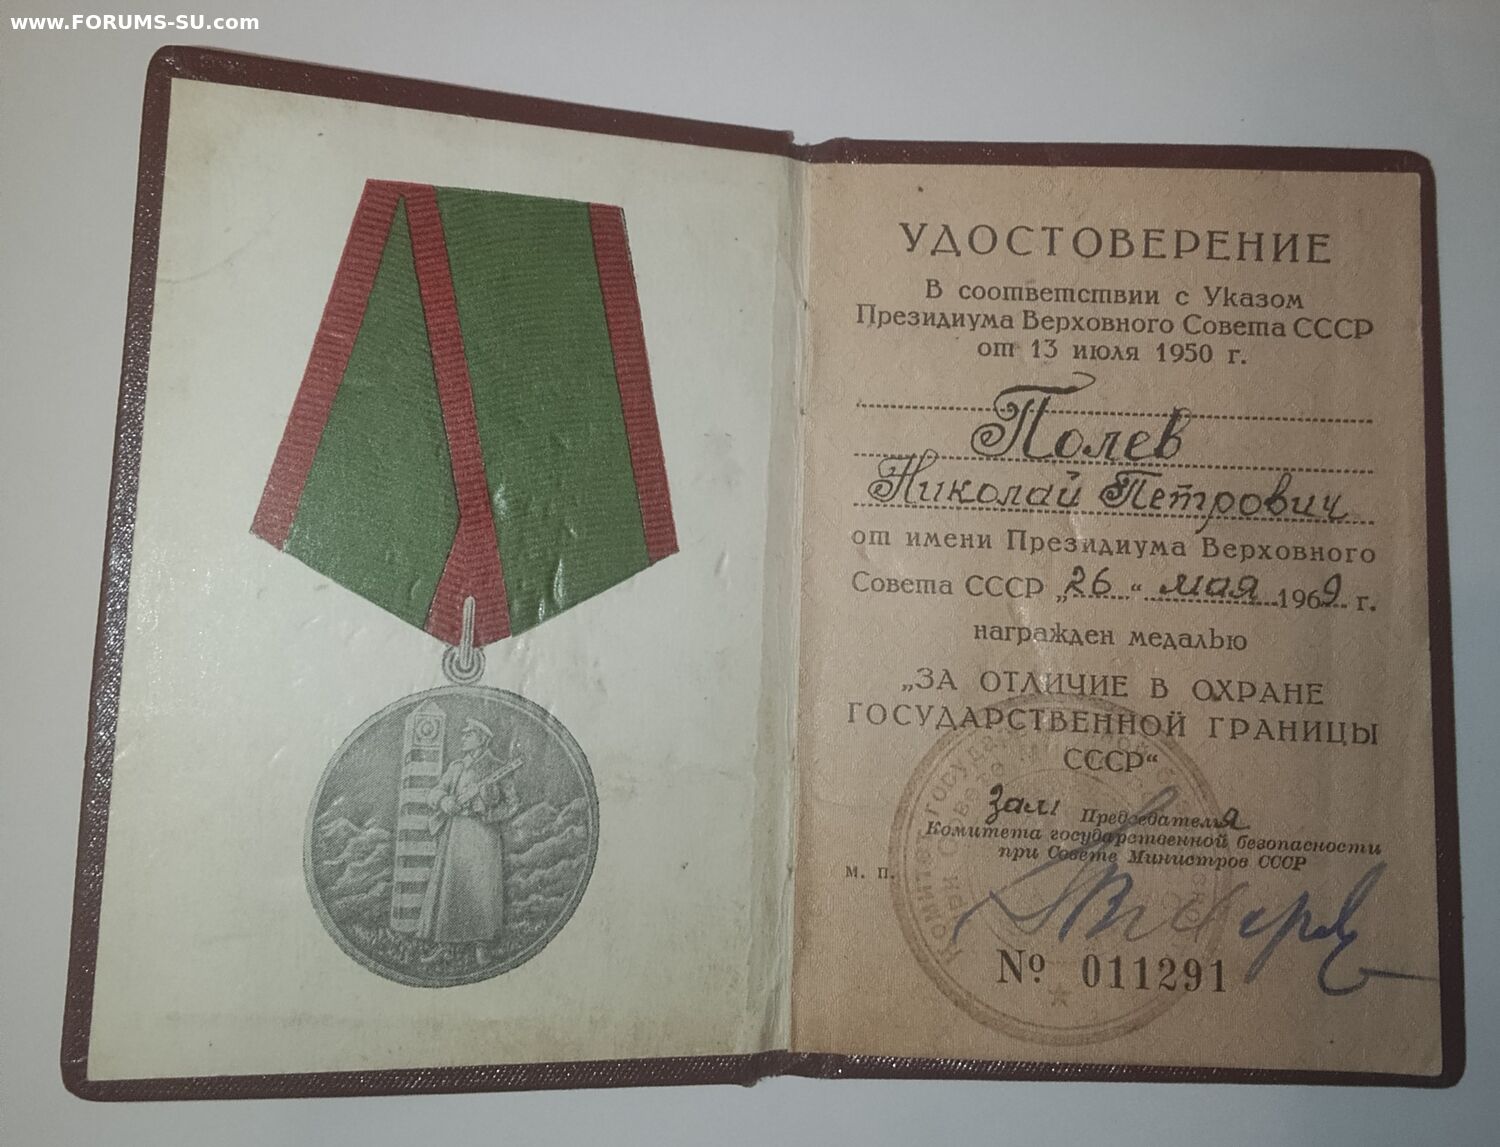 www.FORUMS-SU.com
УДОСТОВЕРЕНИЕ
В соответствии с Указом
Президиума Верховного Совета СССР
от 13 июля 1950 г.
Полев
Николай Петрович
от имени Президиума Верховного
Совета СССР „26“ мая 1969 г.
награжден медалью
„ЗА ОТЛИЧИЕ В ОХРАНЕ
ГОСУДАРСТВЕННОЙ ГРАНИЦЫ
СССР“
Зам. Председателя
Комитета государственной безопасности
при Совете Министров СССР
М. П.
№ 011291